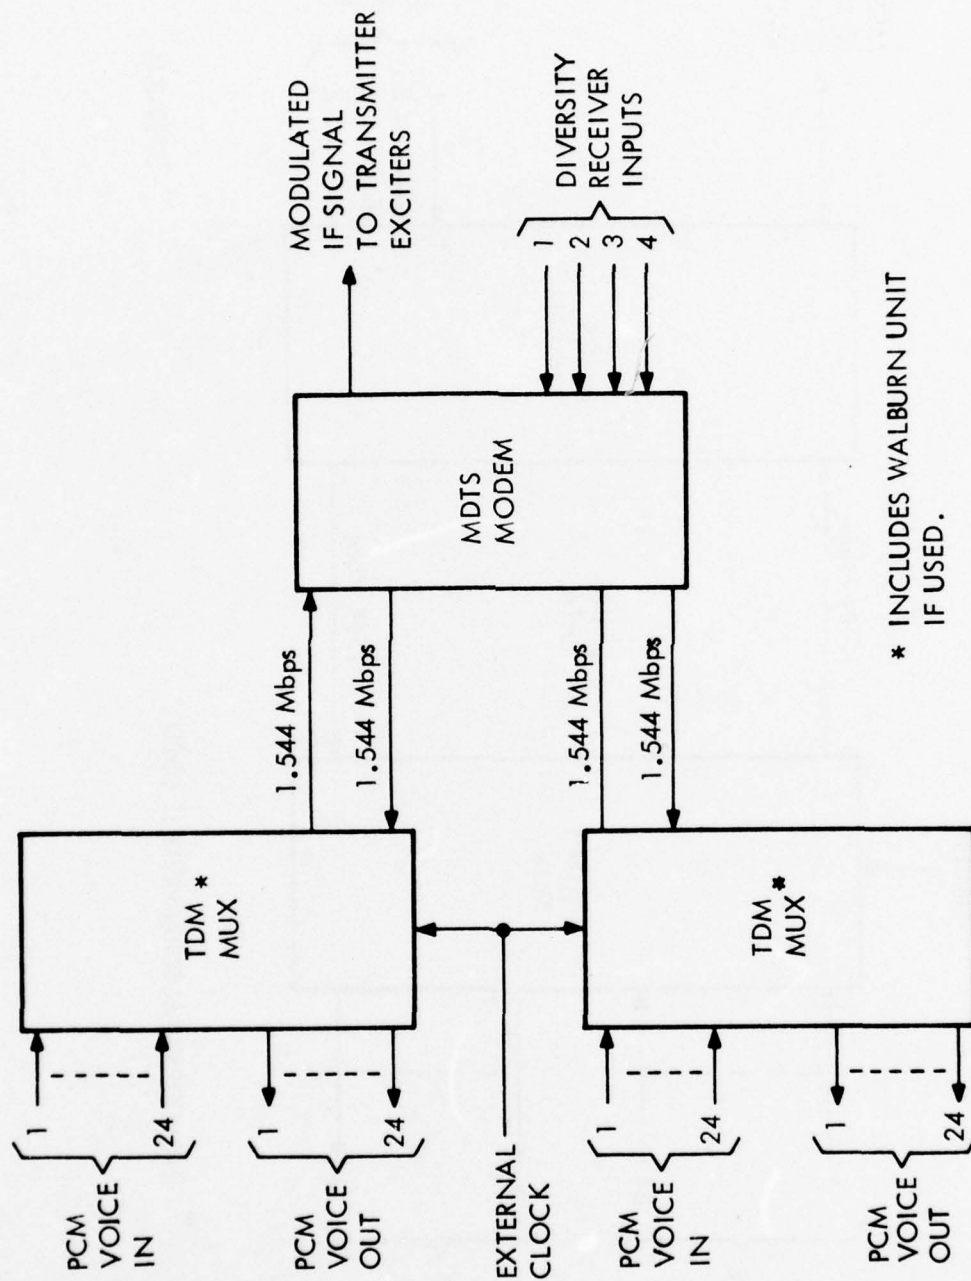 PCM
VOICE
IN
1
24
PCM
VOICE
OUT
1
24
EXTERNAL
CLOCK
PCM
VOICE
IN
1
24
PCM
VOICE
OUT
1
24
TDM *
MUX
TDM *
MUX
1.544 Mbps
1.544 Mbps
1.544 Mbps
1.544 Mbps
MDTS
MODEM
MODULATED
IF SIGNAL
TO TRANSMITTER
EXCITERS
1
2
3
4
DIVERSITY
RECEIVER
INPUTS
* INCLUDES WALBURN UNIT
IF USED.